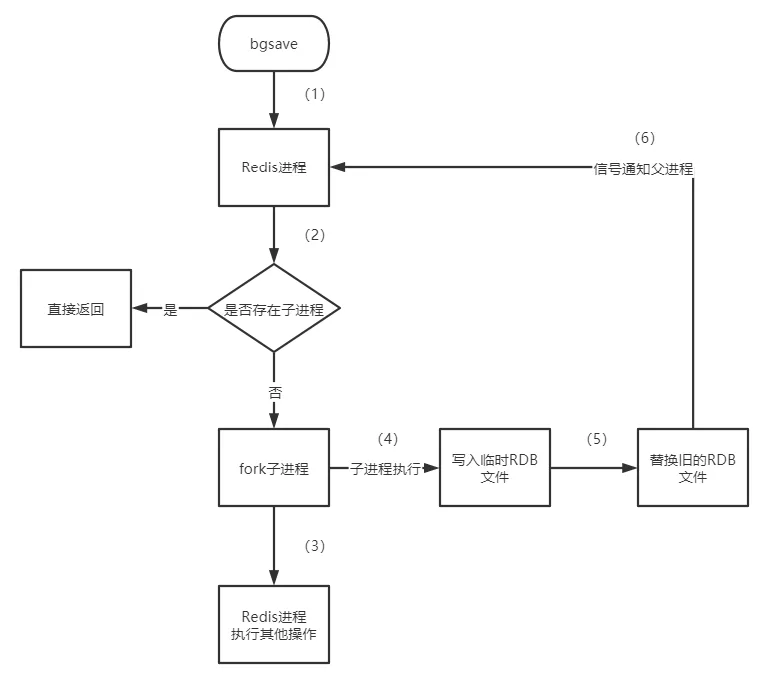 bgsave
（1）
Redis进程
（6）
信号通知父进程
（2）
是否存在子进程
是
直接返回
否
fork子进程
（4）
子进程执行
写入临时RDB
文件
（5）
替换旧的RDB
文件
（3）
Redis进程
执行其他操作